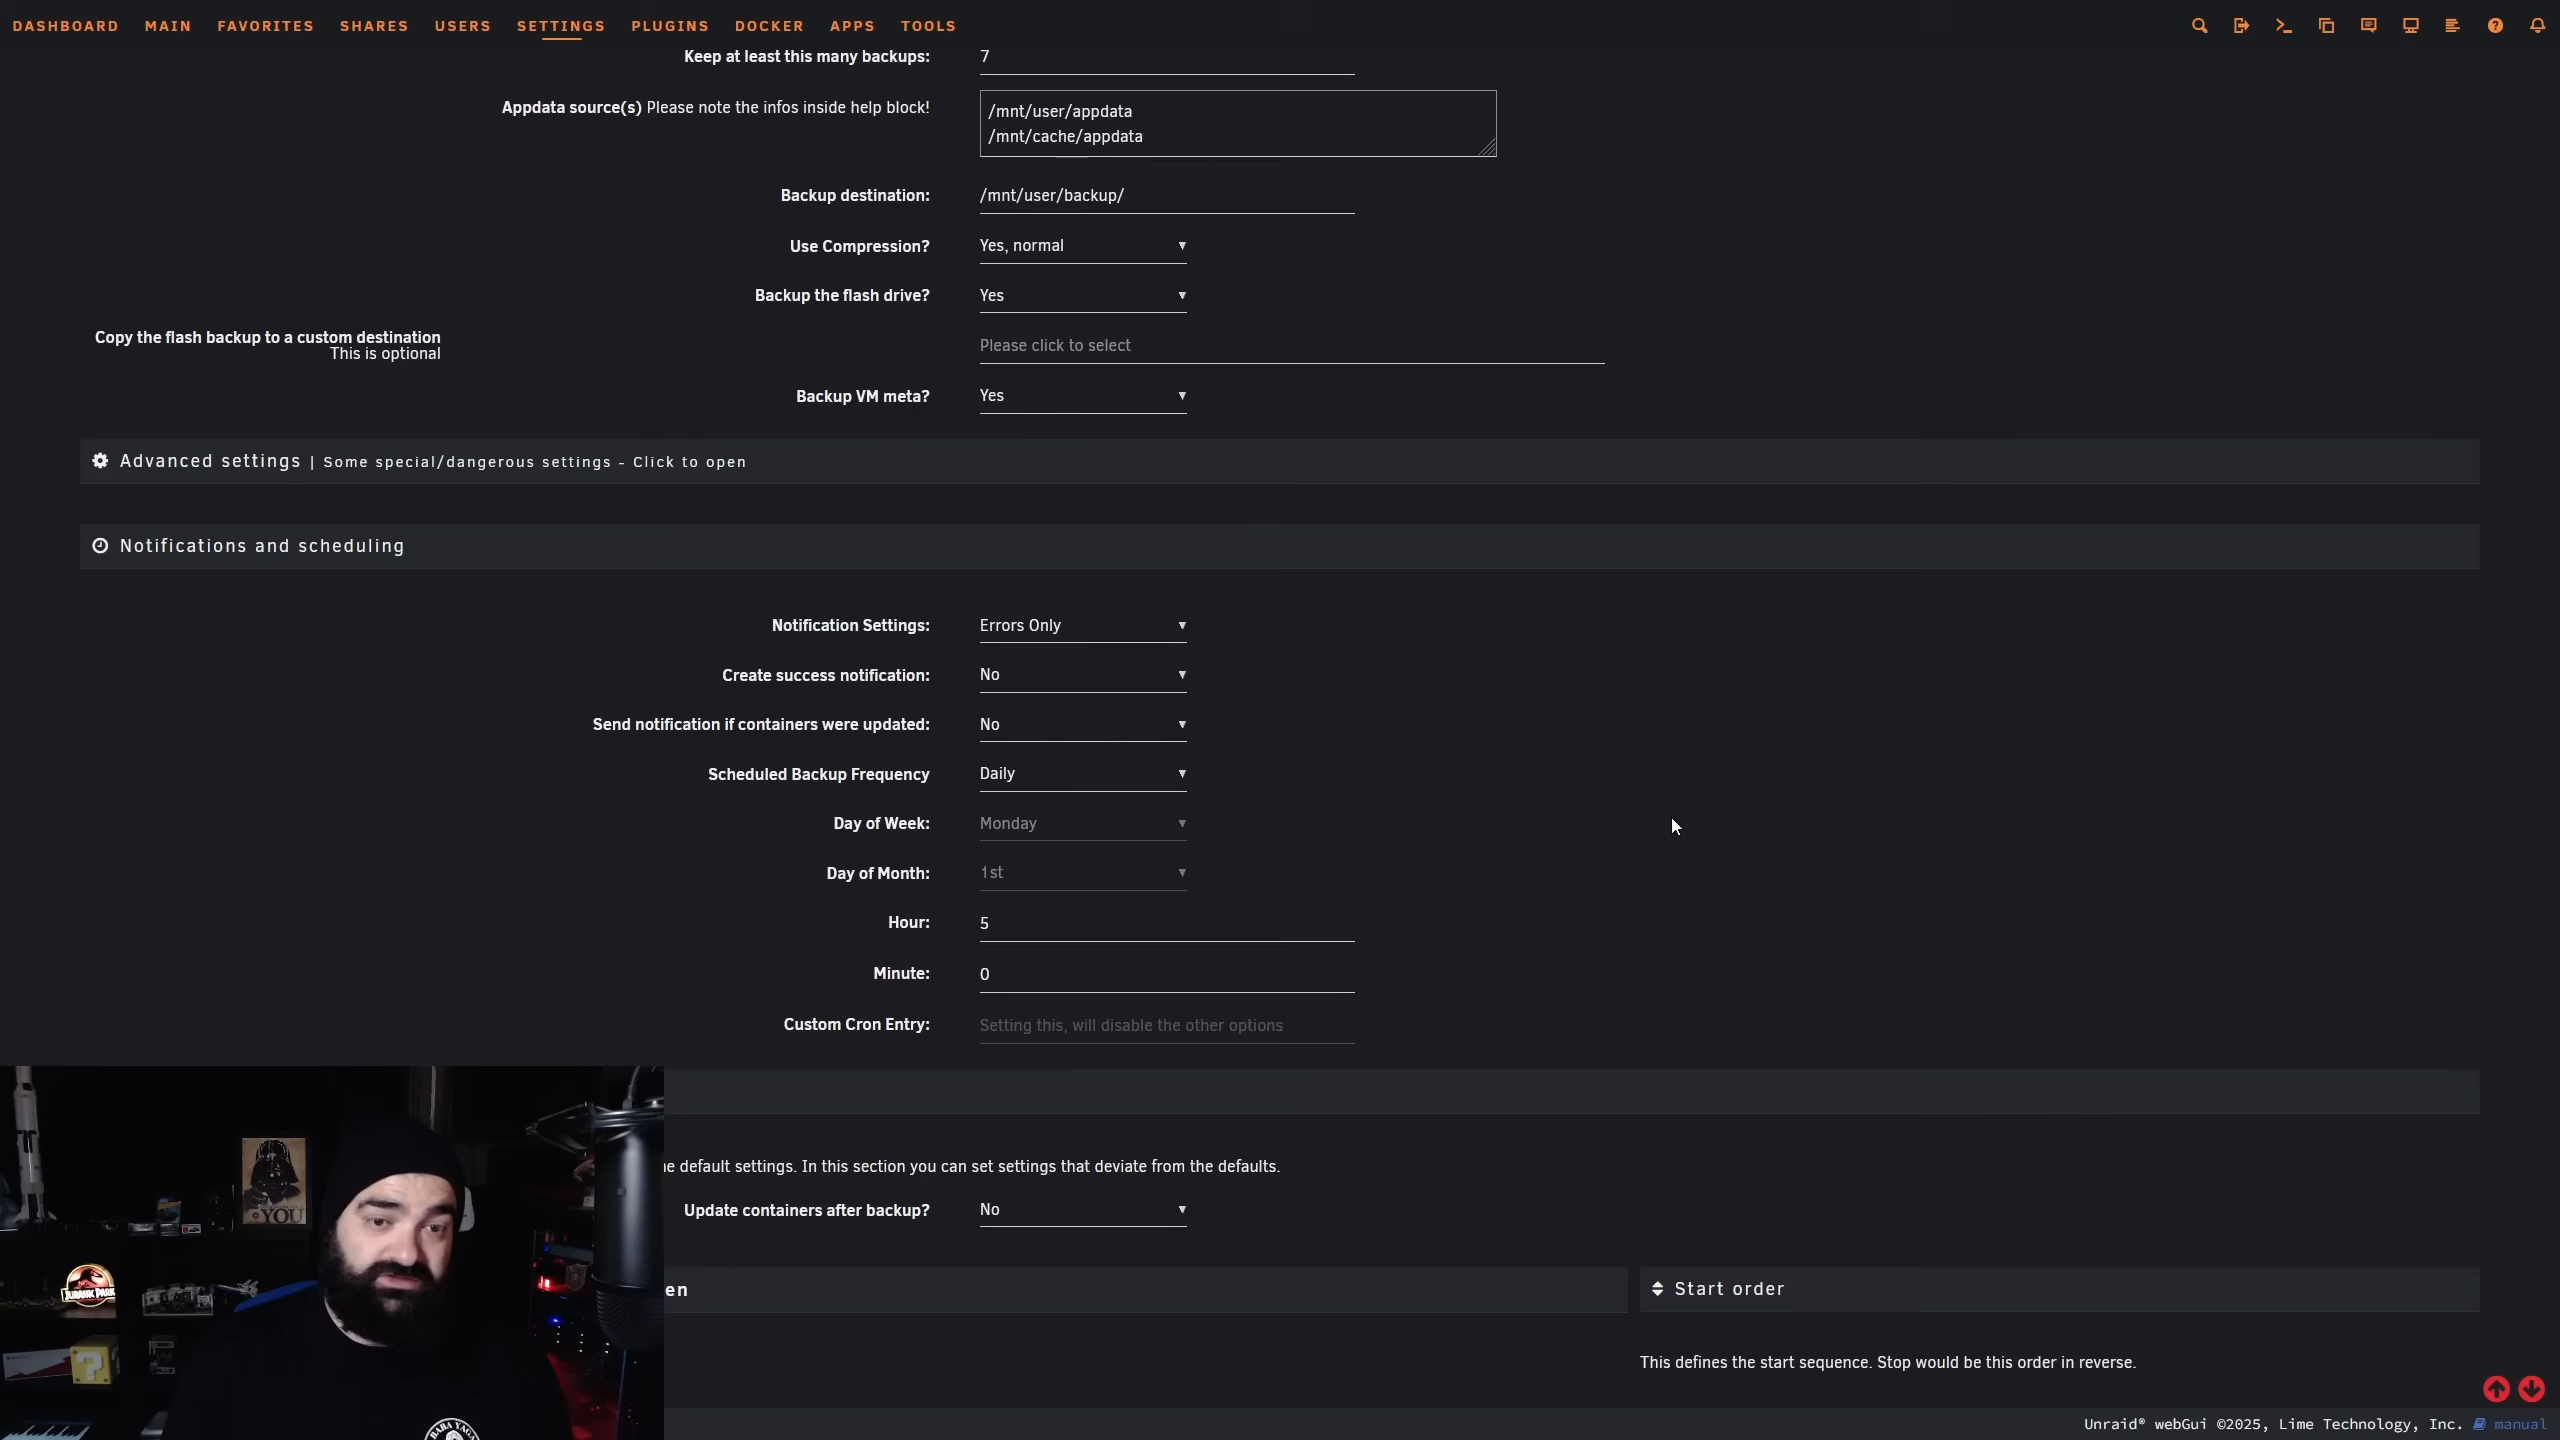 DASHBOARD MAIN FAVORITES SHARES USERS SETTINGS PLUGINS DOCKER APPS TOOLS
Keep at least this many backups: 7
Appdata source(s) Please note the infos inside help block! /mnt/user/appdata
/mnt/cache/appdata
Backup destination: /mnt/user/backup/
Use Compression? Yes, normal
Backup the flash drive? Yes
Copy the flash backup to a custom destination
This is optional
Please click to select
Backup VM meta? Yes
Advanced settings | Some special/dangerous settings - Click to open
Notifications and scheduling
Notification Settings: Errors Only
Create success notification: No
Send notification if containers were updated: No
Scheduled Backup Frequency Daily
Day of Week: Monday
Day of Month: 1st
Hour: 5
Minute: 0
Custom Cron Entry: Setting this, will disable the other options
e default settings. In this section you can set settings that deviate from the defaults.
Update containers after backup? No
en
Start order
This defines the start sequence. Stop would be this order in reverse.
YOU
JURASSIC PARK
?
BABA YAGA
Unraid® webGui ©2025, Lime Technology, Inc. manual